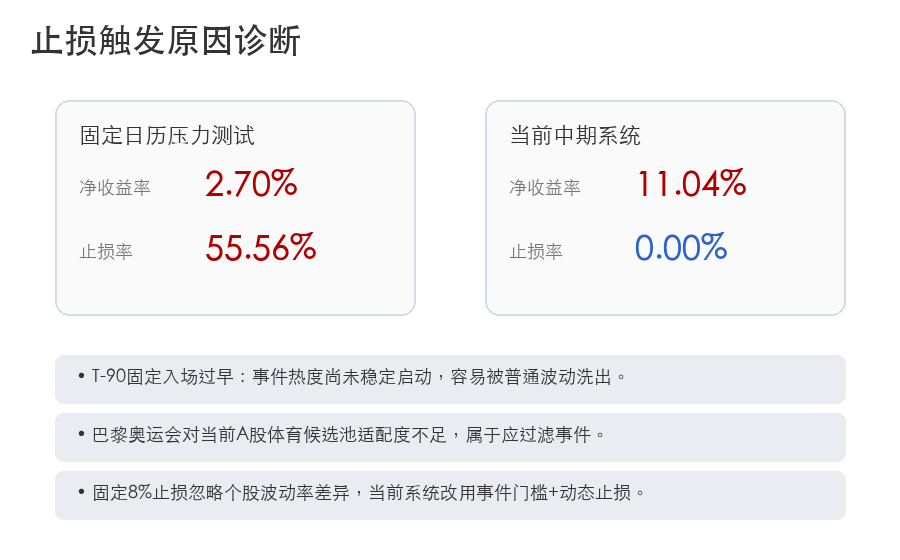 止损触发原因诊断
固定日历压力测试
净收益率 2.70%
止损率 55.56%
当前中期系统
净收益率 11.04%
止损率 0.00%
• T-90固定入场过早：事件热度尚未稳定启动，容易被普通波动洗出。
• 巴黎奥运会对当前A股体育候选池适配度不足，属于应过滤事件。
• 固定8%止损忽略个股波动率差异，当前系统改用事件门槛+动态止损。